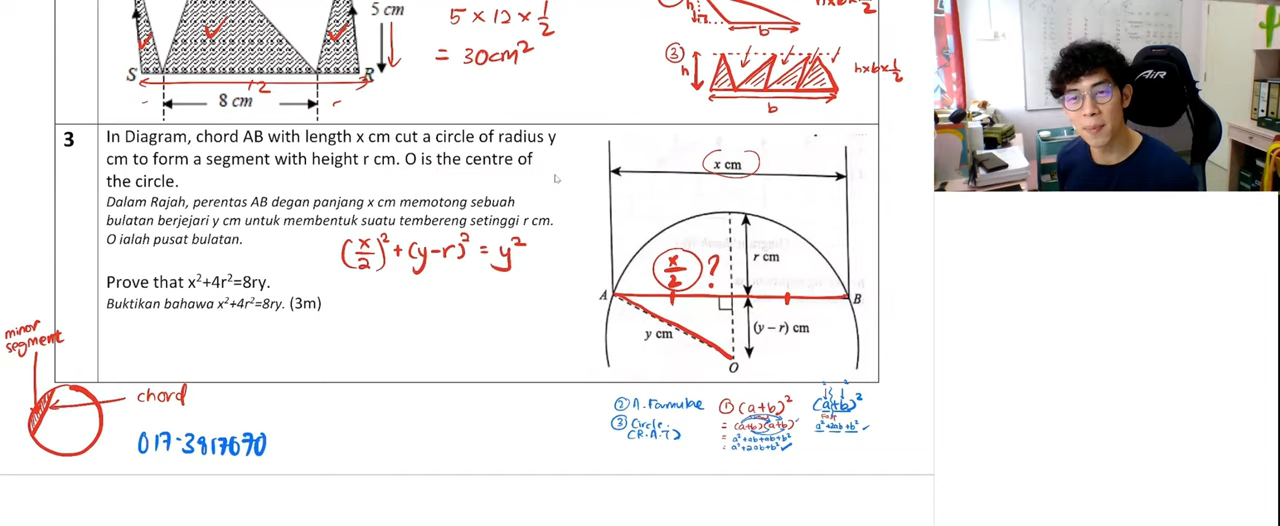 5 cm
5 × 12 × 1/2
= 30cm²
S
R
12
8 cm
b
③
h
h×b×1/2
b
3
In Diagram, chord AB with length x cm cut a circle of radius y
cm to form a segment with height r cm. O is the centre of
the circle.
Dalam Rajah, perentas AB degan panjang x cm memotong sebuah
bulatan berjejari y cm untuk membentuk suatu tembereng setinggi r cm.
O ialah pusat bulatan.
(x/2)² + (y-r)² = y²
Prove that x²+4r²=8ry.
Buktikan bahawa x²+4r²=8ry. (3m)
x cm
r cm
x/2 ?
A
B
y cm
(y – r) cm
O
minor
segment
chord
017-3817670
② A. Formulae
③ Circle
(R.A.T)
① (a+b)²
= (a+b)(a+b)
= a²+ab+ab+b²
= a²+2ab+b²
(a+b)²
a²+2ab+b²
AIR